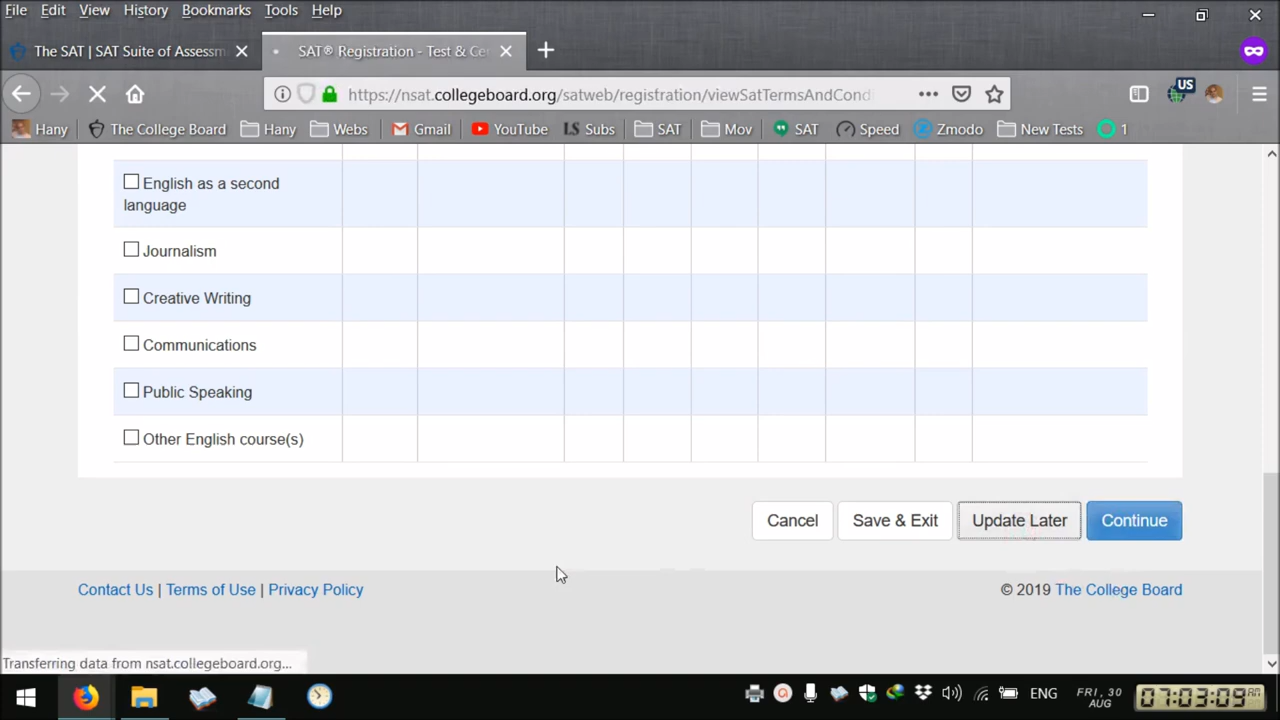 File Edit View History Bookmarks Tools Help
The SAT | SAT Suite of Assessm
SAT® Registration - Test & Ce
https://nsat.collegeboard.org/satweb/registration/viewSatTermsAndCond
US
Hany The College Board Hany Webs Gmail YouTube LS Subs SAT Mov SAT Speed Zmodo New Tests 1
English as a second
language
Journalism
Creative Writing
Communications
Public Speaking
Other English course(s)
Cancel Save & Exit Update Later Continue
Contact Us | Terms of Use | Privacy Policy © 2019 The College Board
Transferring data from nsat.collegeboard.org...
ENG
FRI, 30
AUG
07:03:09